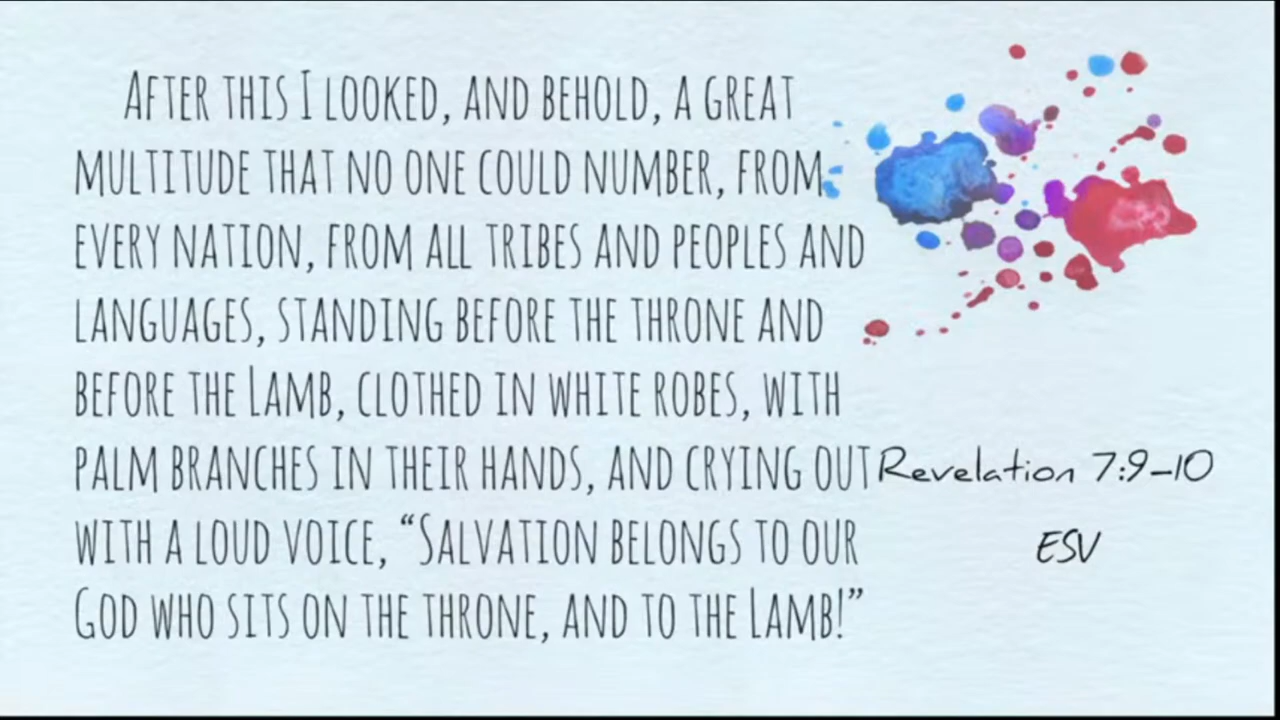 After this I looked, and behold, a great
multitude that no one could number, from
every nation, from all tribes and peoples and
languages, standing before the throne and
before the Lamb, clothed in white robes, with
palm branches in their hands, and crying out
with a loud voice, “Salvation belongs to our
God who sits on the throne, and to the Lamb!”
Revelation 7:9-10
ESV